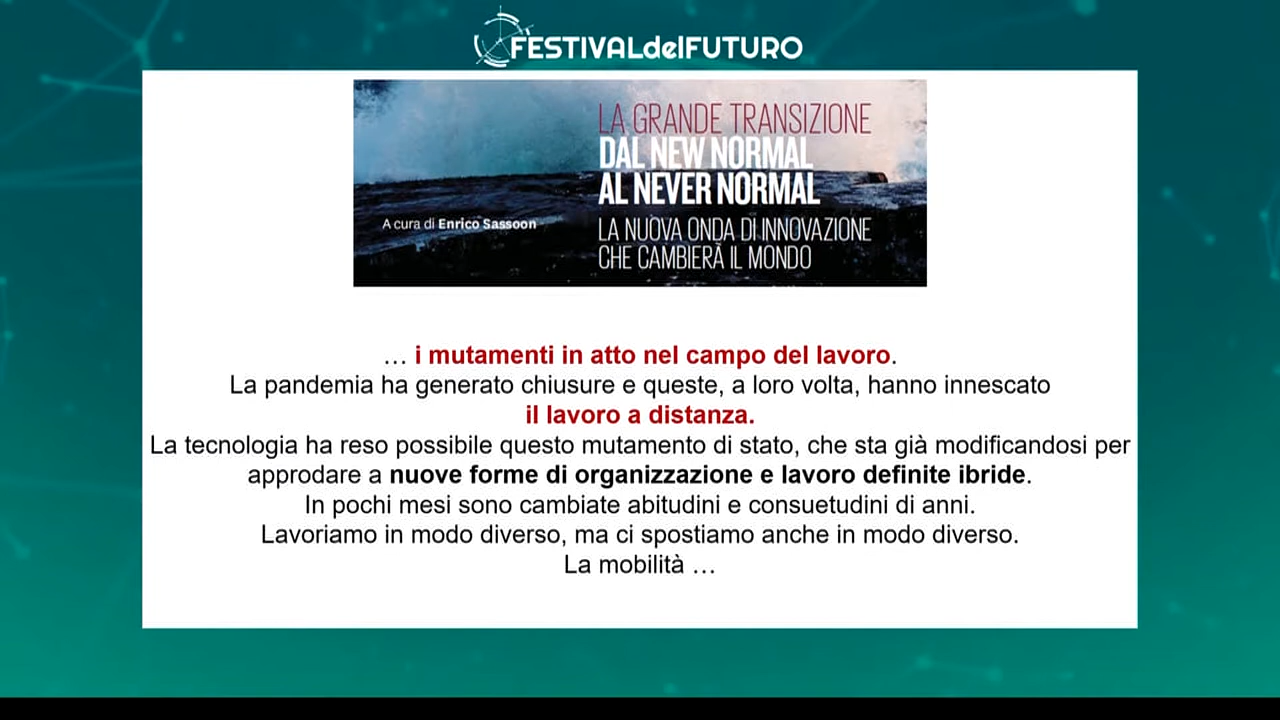 FESTIVALdelFUTURO
LA GRANDE TRANSIZIONE
DAL NEW NORMAL
AL NEVER NORMAL
A cura di Enrico Sassoon
LA NUOVA ONDA DI INNOVAZIONE
CHE CAMBIERÀ IL MONDO
… i mutamenti in atto nel campo del lavoro.
La pandemia ha generato chiusure e queste, a loro volta, hanno innescato
il lavoro a distanza.
La tecnologia ha reso possibile questo mutamento di stato, che sta già modificandosi per
approdare a nuove forme di organizzazione e lavoro definite ibride.
In pochi mesi sono cambiate abitudini e consuetudini di anni.
Lavoriamo in modo diverso, ma ci spostiamo anche in modo diverso.
La mobilità …